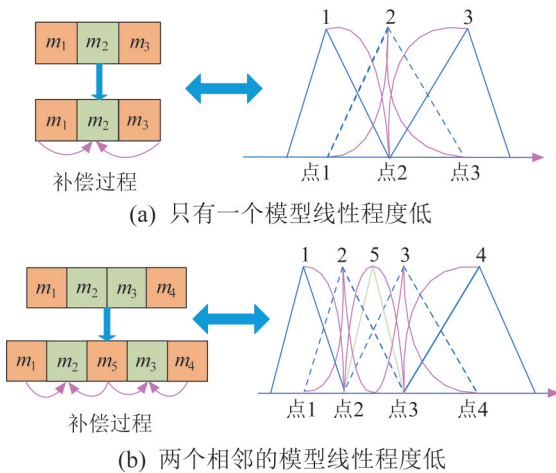 m₁ m₂ m₃
m₁ m₂ m₃
补偿过程
1 2 3
点1 点2 点3
(a) 只有一个模型线性程度低
m₁ m₂ m₃ m₄
m₁ m₂ m₅ m₃ m₄
补偿过程
1 2 5 3 4
点1 点2 点3 点4
(b) 两个相邻的模型线性程度低